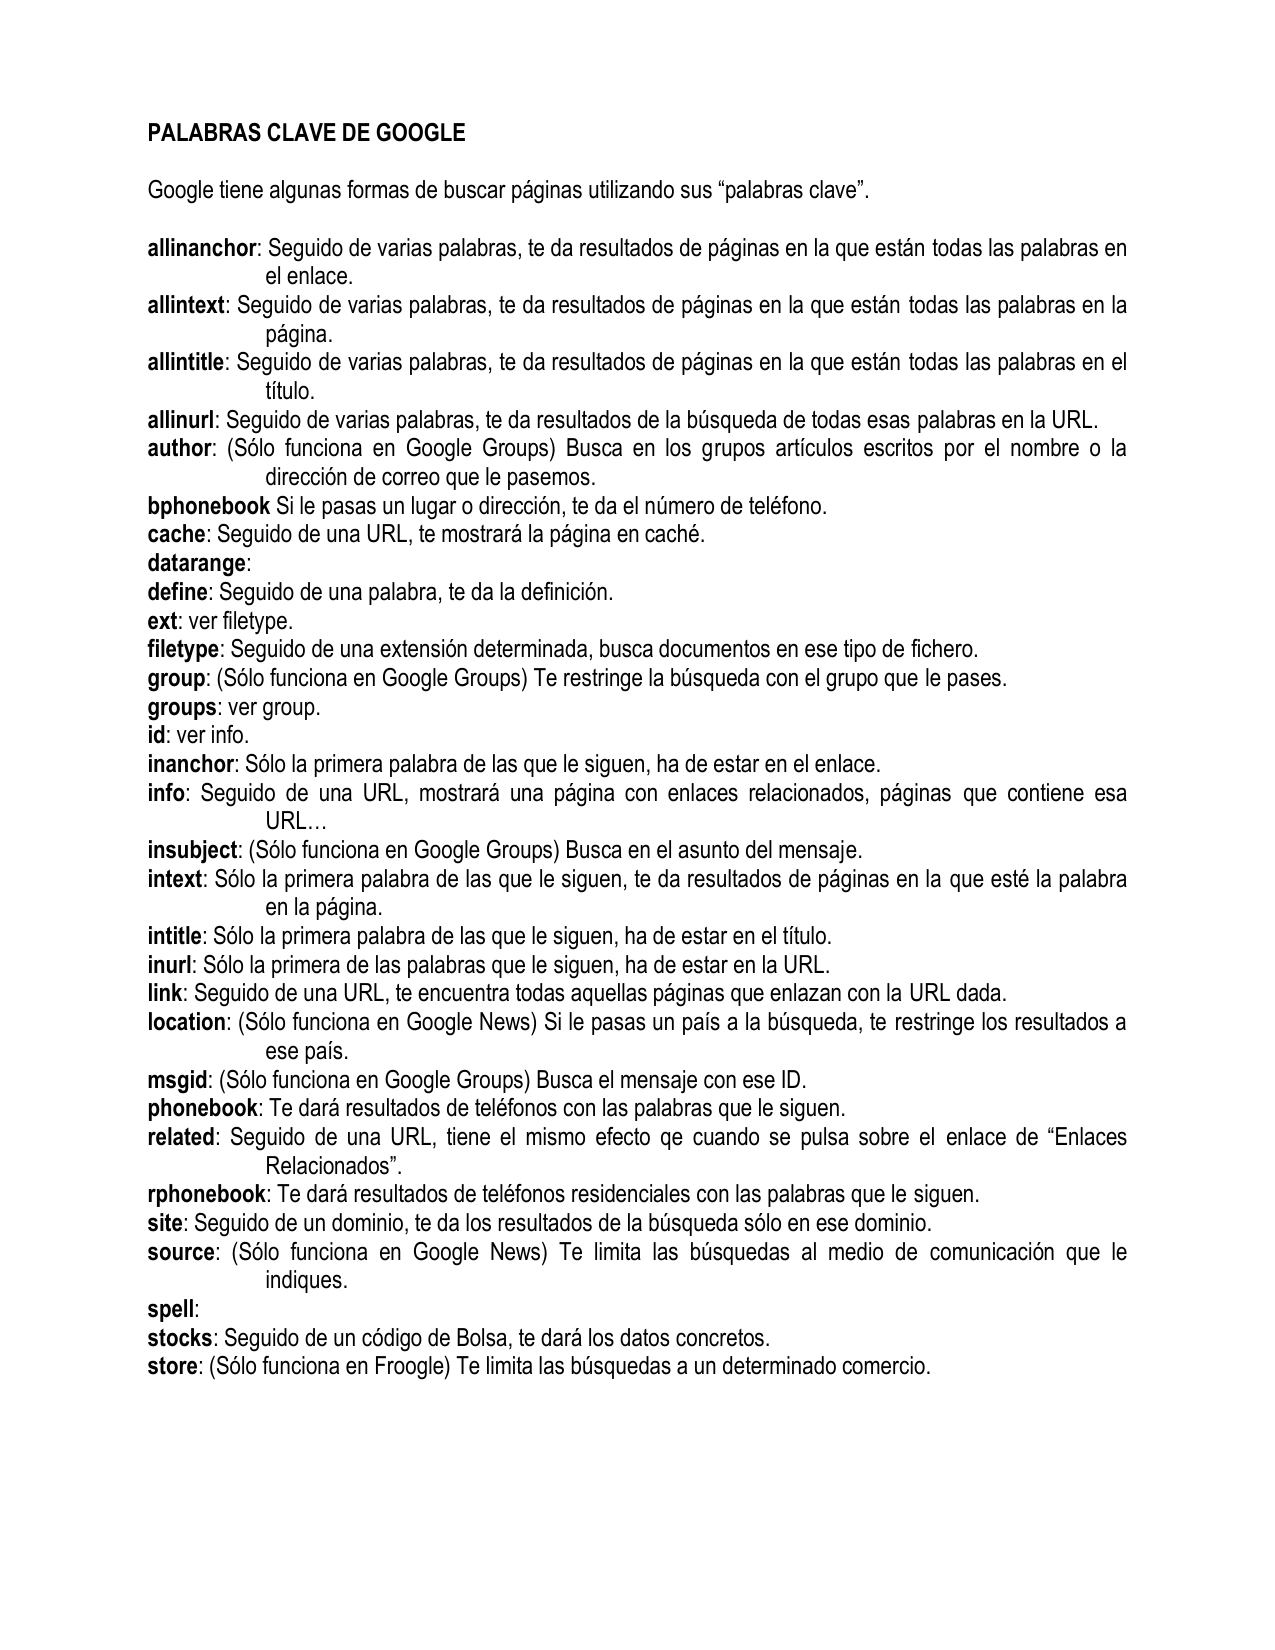 PALABRAS CLAVE DE GOOGLE
Google tiene algunas formas de buscar páginas utilizando sus “palabras clave”.
allinanchor: Seguido de varias palabras, te da resultados de páginas en la que están todas las palabras en
el enlace.
allintext: Seguido de varias palabras, te da resultados de páginas en la que están todas las palabras en la
página.
allintitle: Seguido de varias palabras, te da resultados de páginas en la que están todas las palabras en el
título.
allinurl: Seguido de varias palabras, te da resultados de la búsqueda de todas esas palabras en la URL.
author: (Sólo funciona en Google Groups) Busca en los grupos artículos escritos por el nombre o la
dirección de correo que le pasemos.
bphonebook Si le pasas un lugar o dirección, te da el número de teléfono.
cache: Seguido de una URL, te mostrará la página en caché.
datarange:
define: Seguido de una palabra, te da la definición.
ext: ver filetype.
filetype: Seguido de una extensión determinada, busca documentos en ese tipo de fichero.
group: (Sólo funciona en Google Groups) Te restringe la búsqueda con el grupo que le pases.
groups: ver group.
id: ver info.
inanchor: Sólo la primera palabra de las que le siguen, ha de estar en el enlace.
info: Seguido de una URL, mostrará una página con enlaces relacionados, páginas que contiene esa
URL…
insubject: (Sólo funciona en Google Groups) Busca en el asunto del mensaje.
intext: Sólo la primera palabra de las que le siguen, te da resultados de páginas en la que esté la palabra
en la página.
intitle: Sólo la primera palabra de las que le siguen, ha de estar en el título.
inurl: Sólo la primera de las palabras que le siguen, ha de estar en la URL.
link: Seguido de una URL, te encuentra todas aquellas páginas que enlazan con la URL dada.
location: (Sólo funciona en Google News) Si le pasas un país a la búsqueda, te restringe los resultados a
ese país.
msgid: (Sólo funciona en Google Groups) Busca el mensaje con ese ID.
phonebook: Te dará resultados de teléfonos con las palabras que le siguen.
related: Seguido de una URL, tiene el mismo efecto qe cuando se pulsa sobre el enlace de “Enlaces
Relacionados”.
rphonebook: Te dará resultados de teléfonos residenciales con las palabras que le siguen.
site: Seguido de un dominio, te da los resultados de la búsqueda sólo en ese dominio.
source: (Sólo funciona en Google News) Te limita las búsquedas al medio de comunicación que le
indiques.
spell:
stocks: Seguido de un código de Bolsa, te dará los datos concretos.
store: (Sólo funciona en Froogle) Te limita las búsquedas a un determinado comercio.